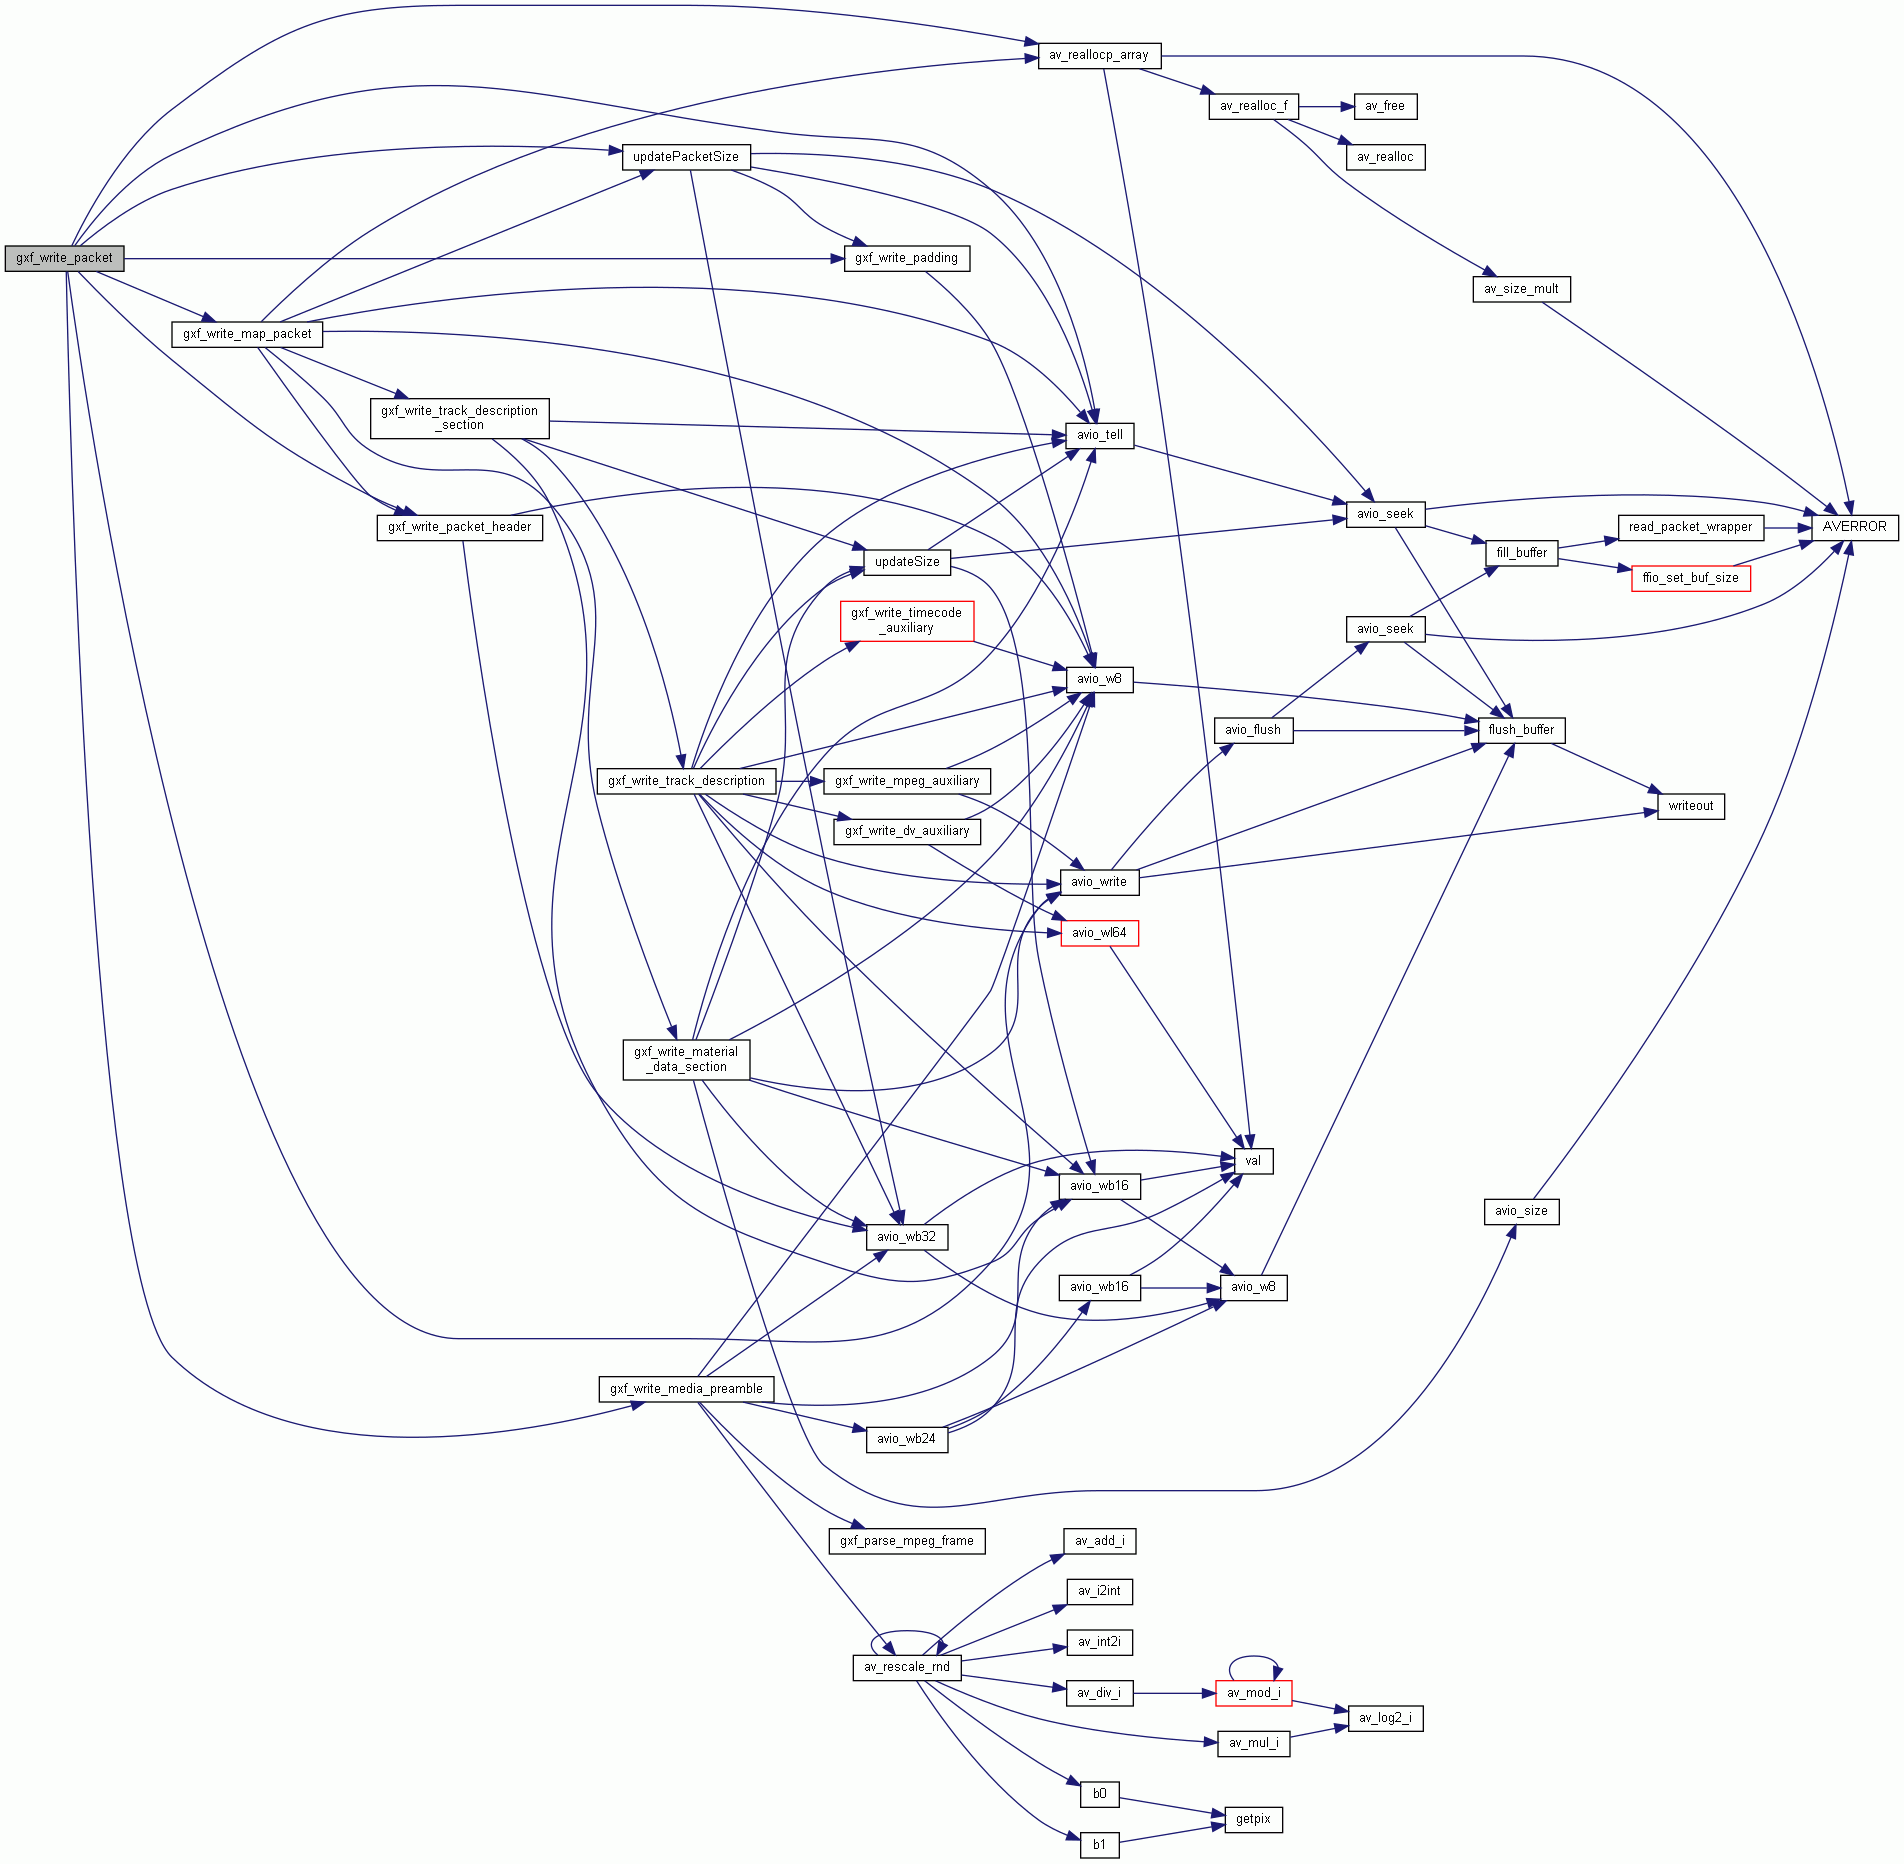 av_reallocp_array
av_realloc_f
av_free
av_realloc
updatePacketSize
gxf_write_packet
gxf_write_padding
av_size_mult
gxf_write_map_packet
gxf_write_track_description
_section
avio_tell
avio_seek
gxf_write_packet_header
read_packet_wrapper
AVERROR
fill_buffer
updateSize
ffio_set_buf_size
gxf_write_timecode
_auxiliary
avio_seek
avio_w8
avio_flush
flush_buffer
gxf_write_track_description
gxf_write_mpeg_auxiliary
writeout
gxf_write_dv_auxiliary
avio_write
avio_wl64
gxf_write_material
_data_section
val
avio_wb16
avio_size
avio_wb32
avio_wb16
avio_w8
gxf_write_media_preamble
avio_wb24
gxf_parse_mpeg_frame
av_add_i
av_i2int
av_int2i
av_rescale_rnd
av_div_i
av_mod_i
av_log2_i
av_mul_i
b0
getpix
b1